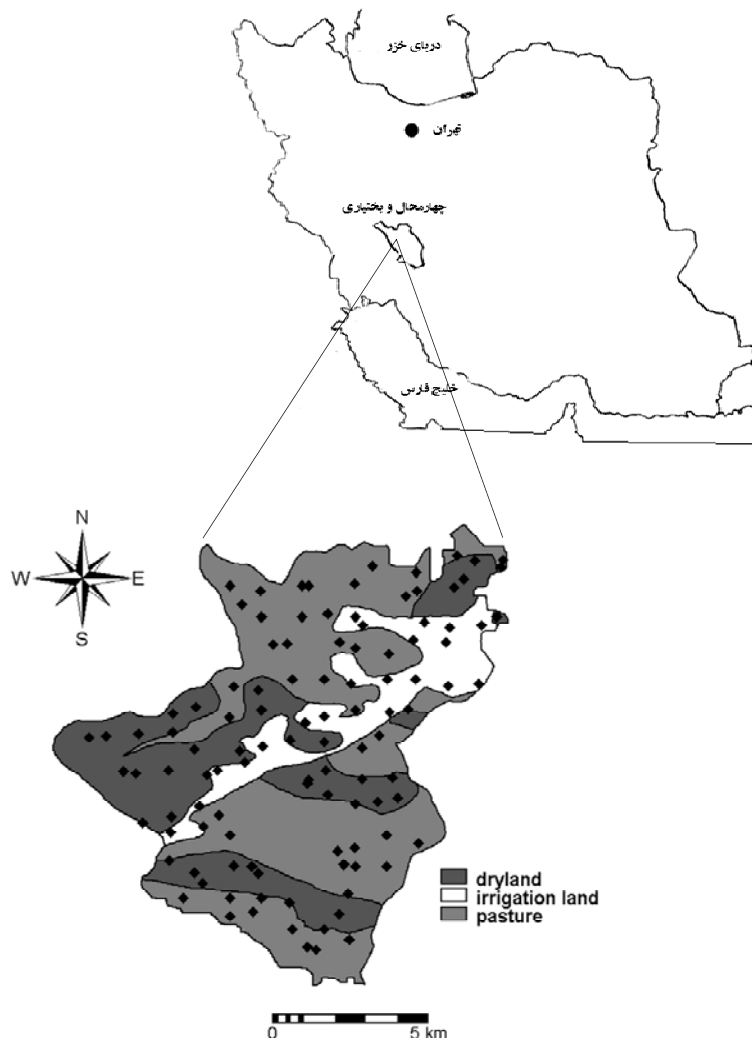 دریای خزر
تهران
چهارمحال و بختیاری
خلیج فارس
N
W
E
S
dryland
irrigation land
pasture
0
5 km